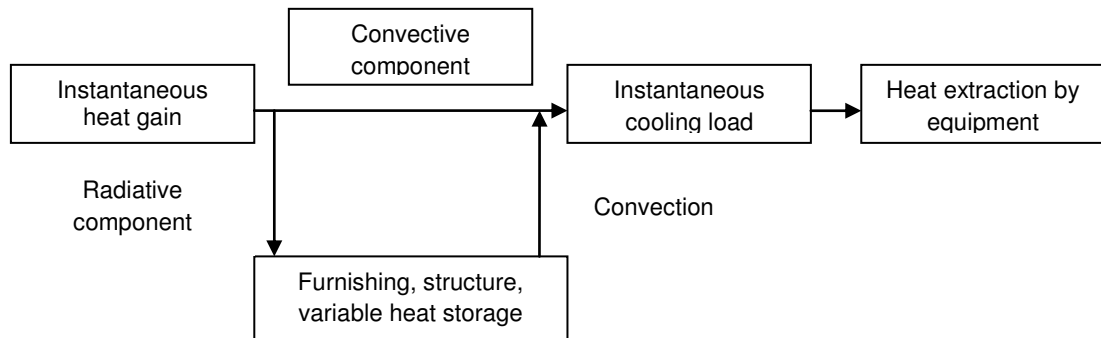 Convective
component
Instantaneous
heat gain
Instantaneous
cooling load
Heat extraction by
equipment
Radiative
component
Convection
Furnishing, structure,
variable heat storage